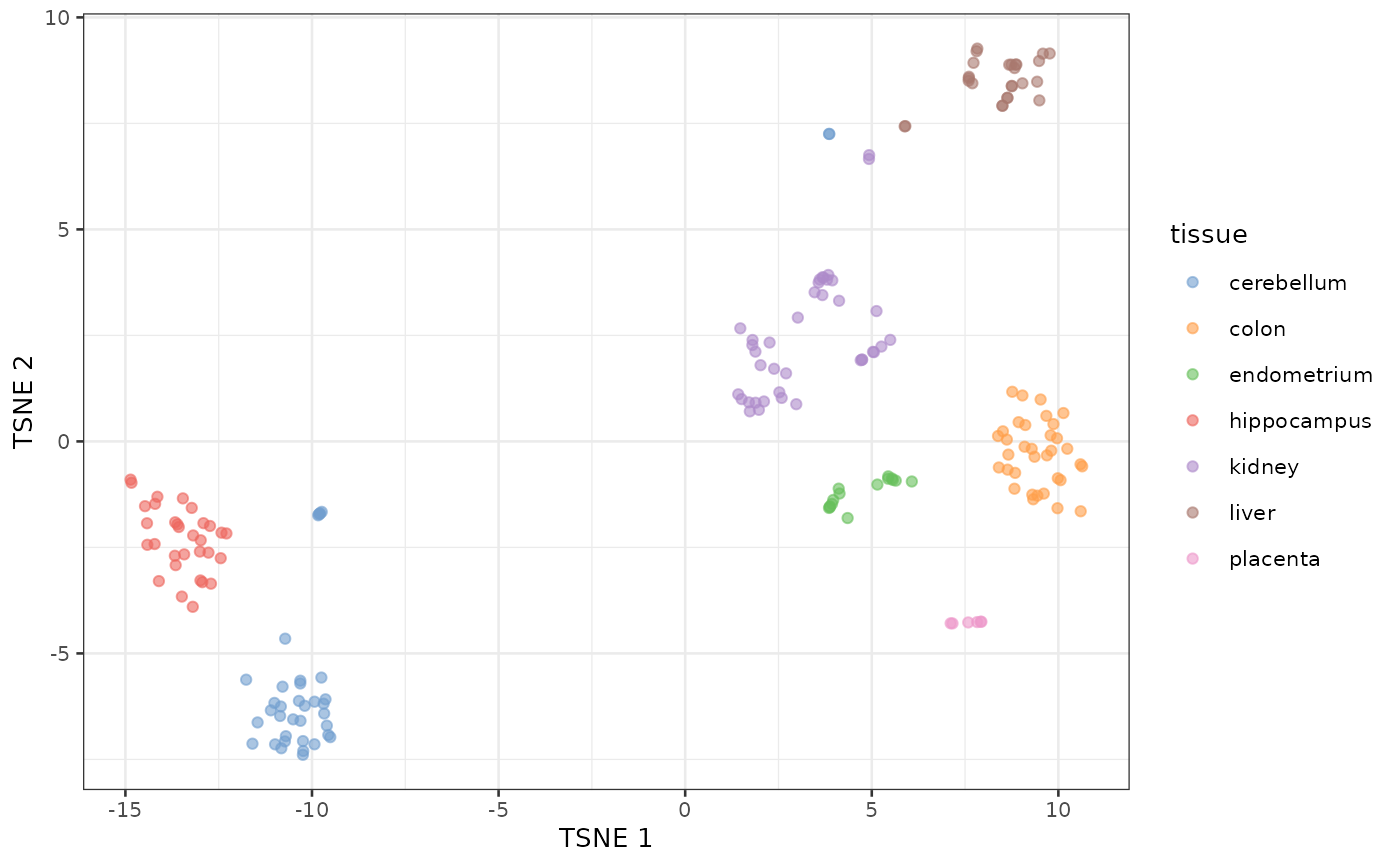 10
5
0
-5
-15
-10
-5
0
5
10
TSNE 1
TSNE 2
tissue
cerebellum
colon
endometrium
hippocampus
kidney
liver
placenta